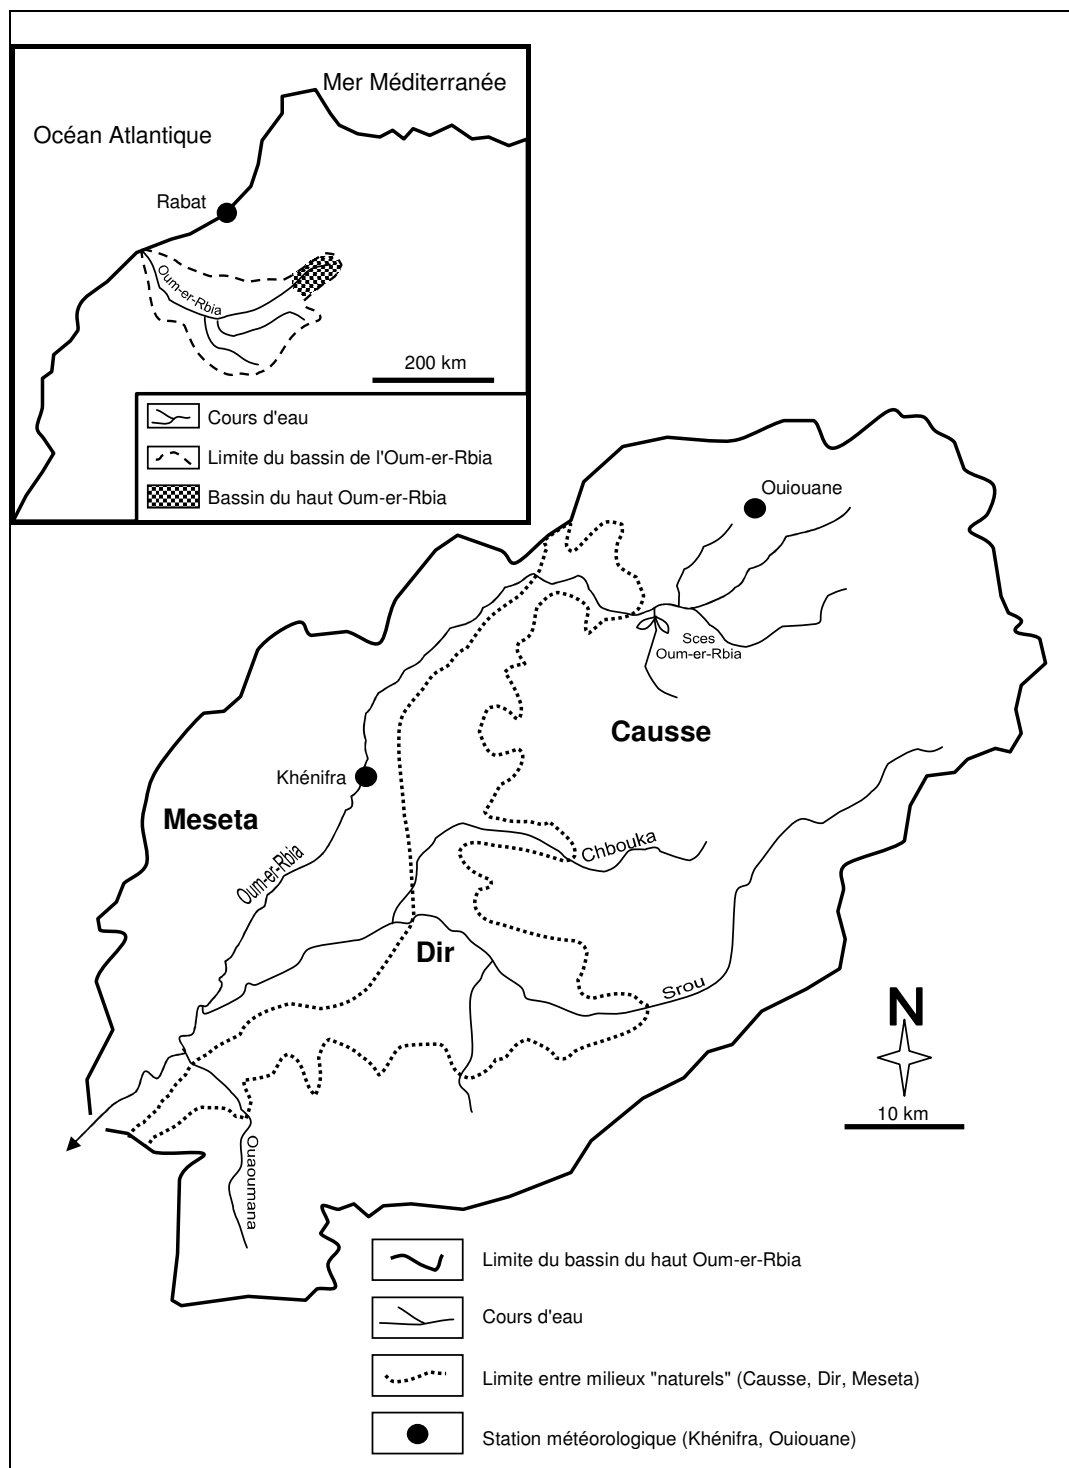 Mer Méditerranée
Océan Atlantique
Rabat
Oum-er-Rbia
200 km
Cours d'eau
Limite du bassin de l'Oum-er-Rbia
Bassin du haut Oum-er-Rbia
Ouiouane
Sces
Oum-er-Rbia
Causse
Khénifra
Meseta
Chbouka
Oum-er-Rbia
Dir
Srou
N
10 km
Ouaoumana
Limite du bassin du haut Oum-er-Rbia
Cours d'eau
Limite entre milieux "naturels" (Causse, Dir, Meseta)
Station météorologique (Khénifra, Ouiouane)